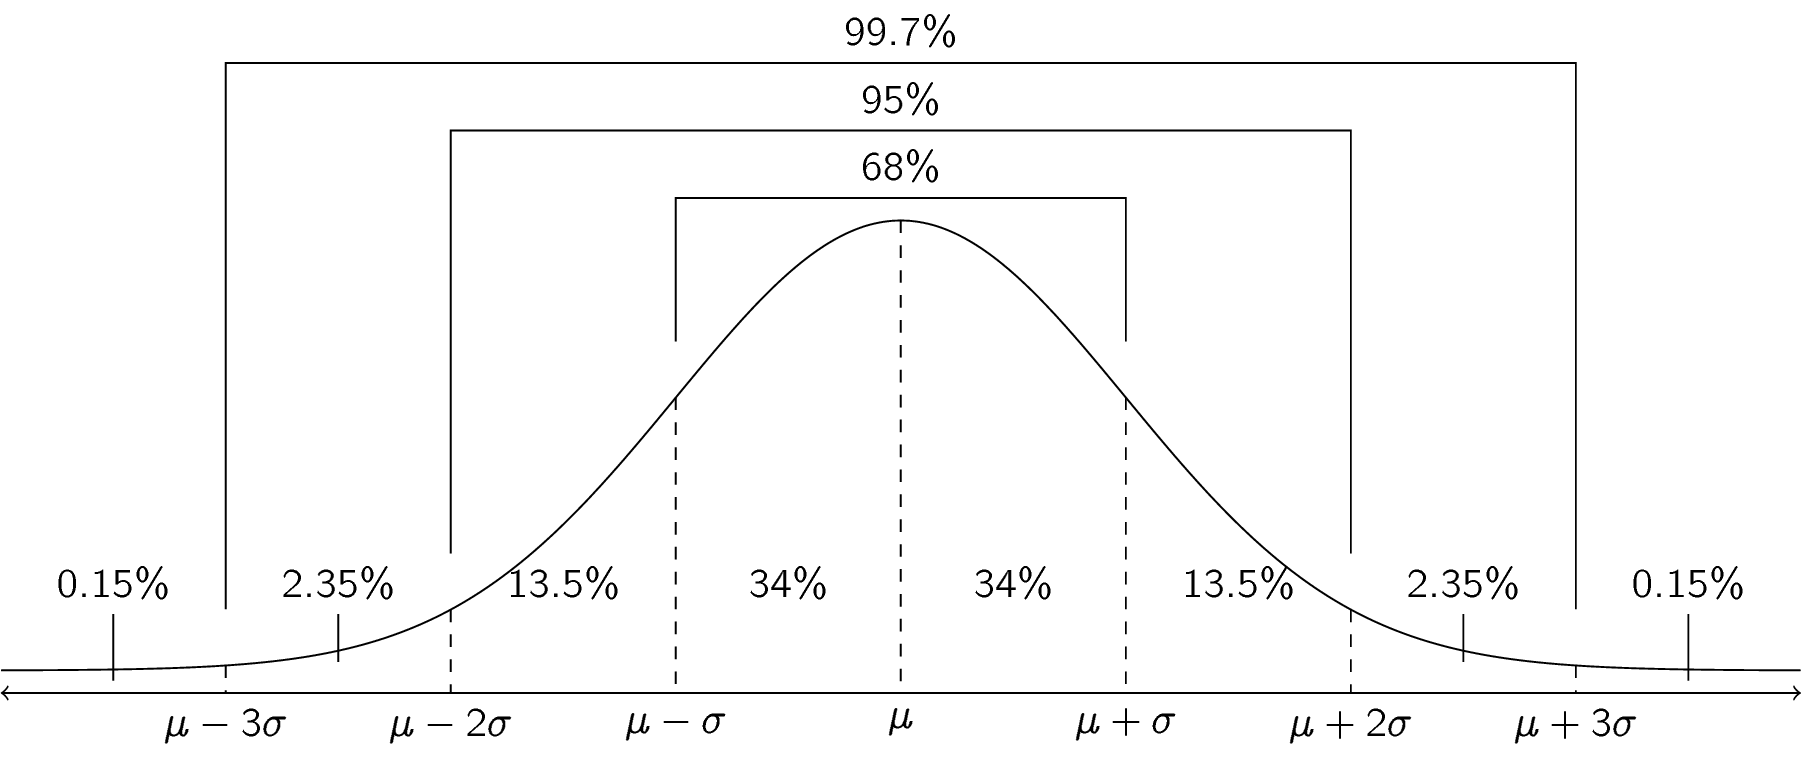 99.7%
95%
68%
0.15% 2.35% 13.5% 34% 34% 13.5% 2.35% 0.15%
μ − 3σ μ − 2σ μ − σ μ μ + σ μ + 2σ μ + 3σ